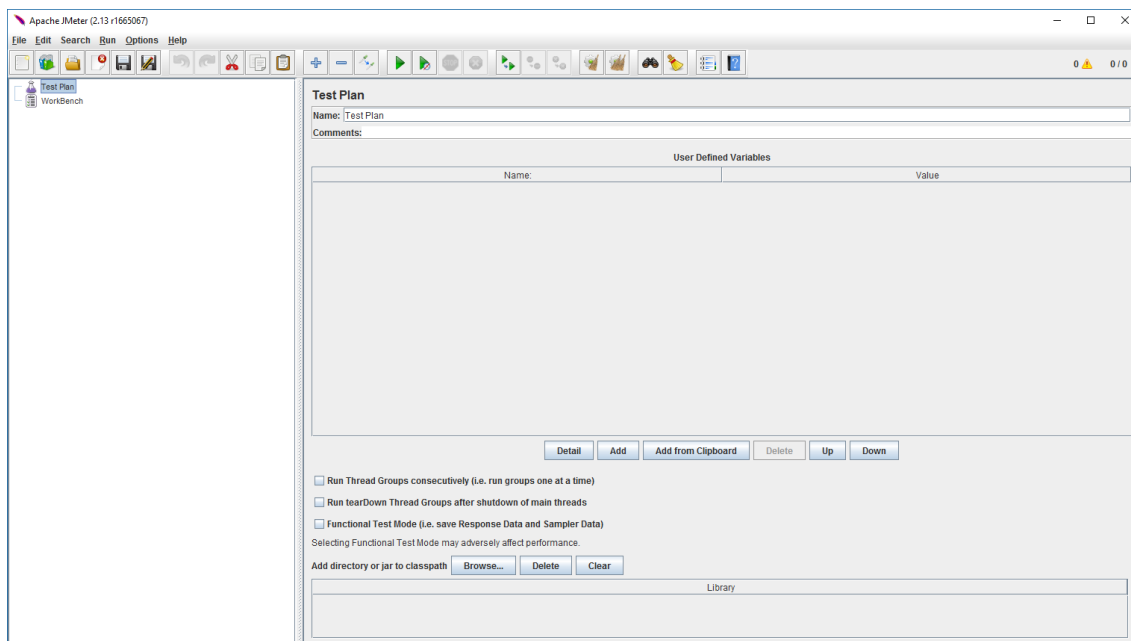 Apache JMeter (2.13 r1665067)
File Edit Search Run Options Help
0 0 / 0
Test Plan
WorkBench
Test Plan
Name: Test Plan
Comments:
User Defined Variables
Name: Value
Detail Add Add from Clipboard Delete Up Down
Run Thread Groups consecutively (i.e. run groups one at a time)
Run tearDown Thread Groups after shutdown of main threads
Functional Test Mode (i.e. save Response Data and Sampler Data)
Selecting Functional Test Mode may adversely affect performance.
Add directory or jar to classpath Browse... Delete Clear
Library